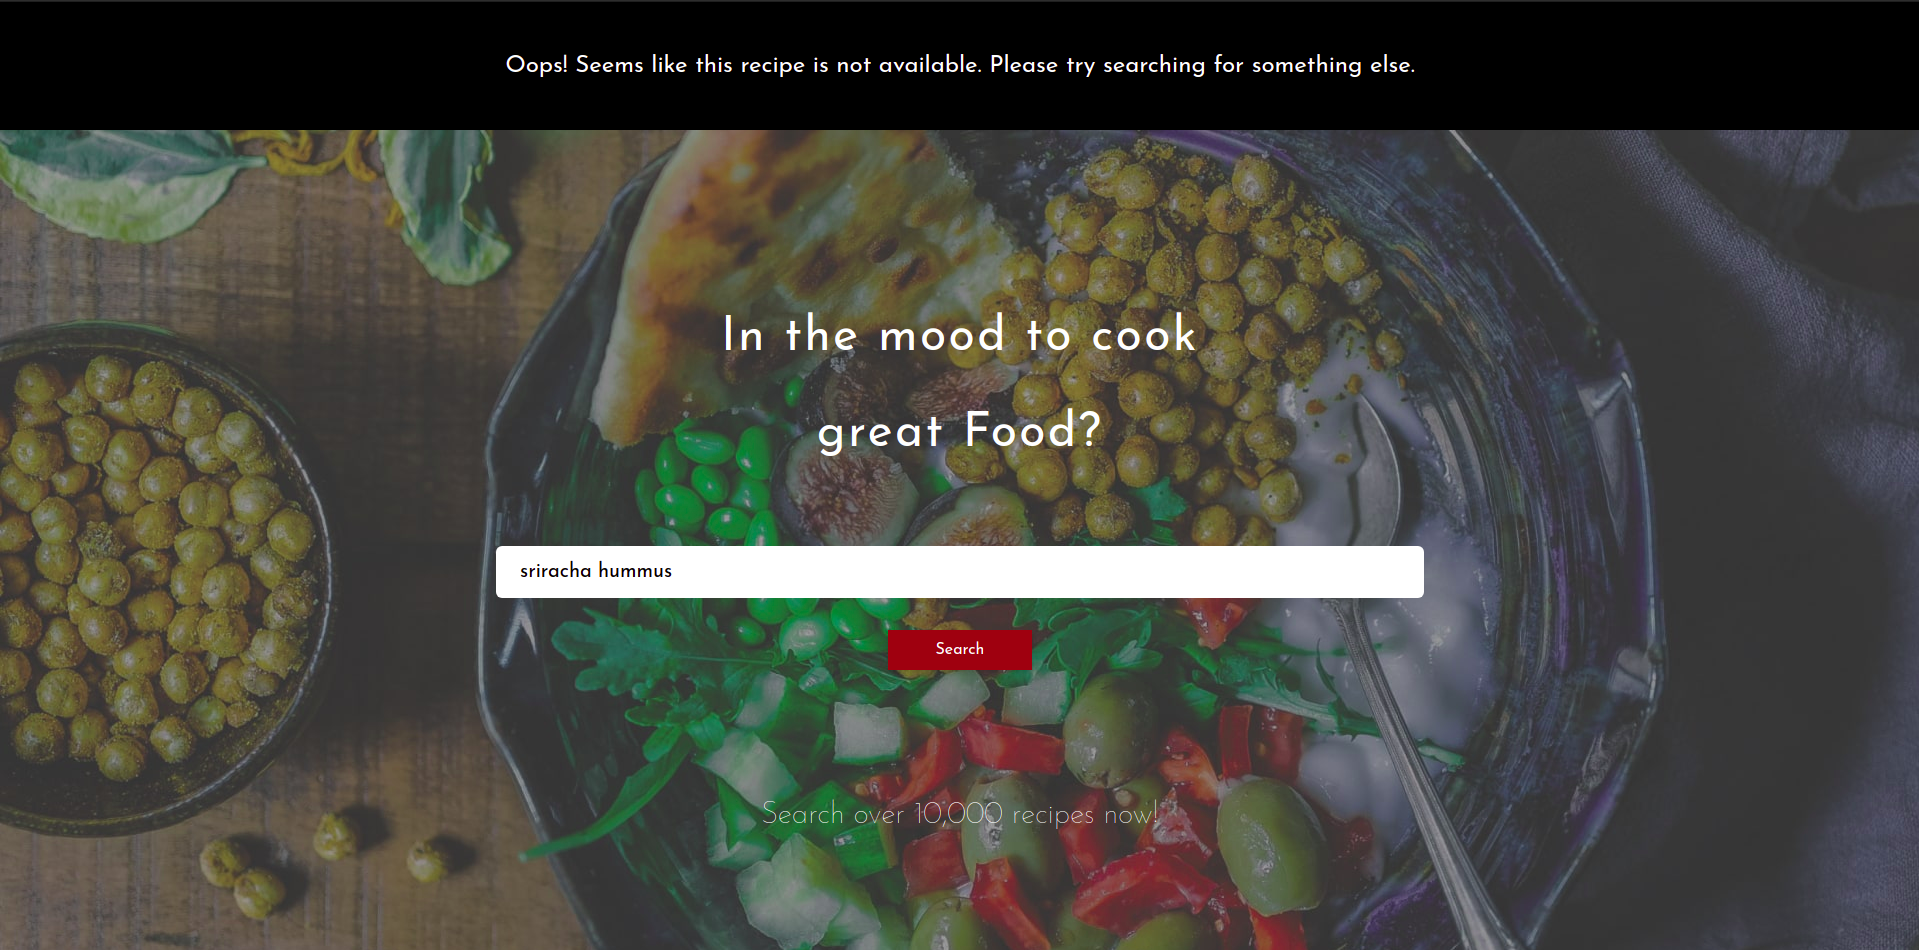 Oops! Seems like this recipe is not available. Please try searching for something else.
In the mood to cook
great Food?
sriracha hummus
Search
Search over 10,000 recipes now!